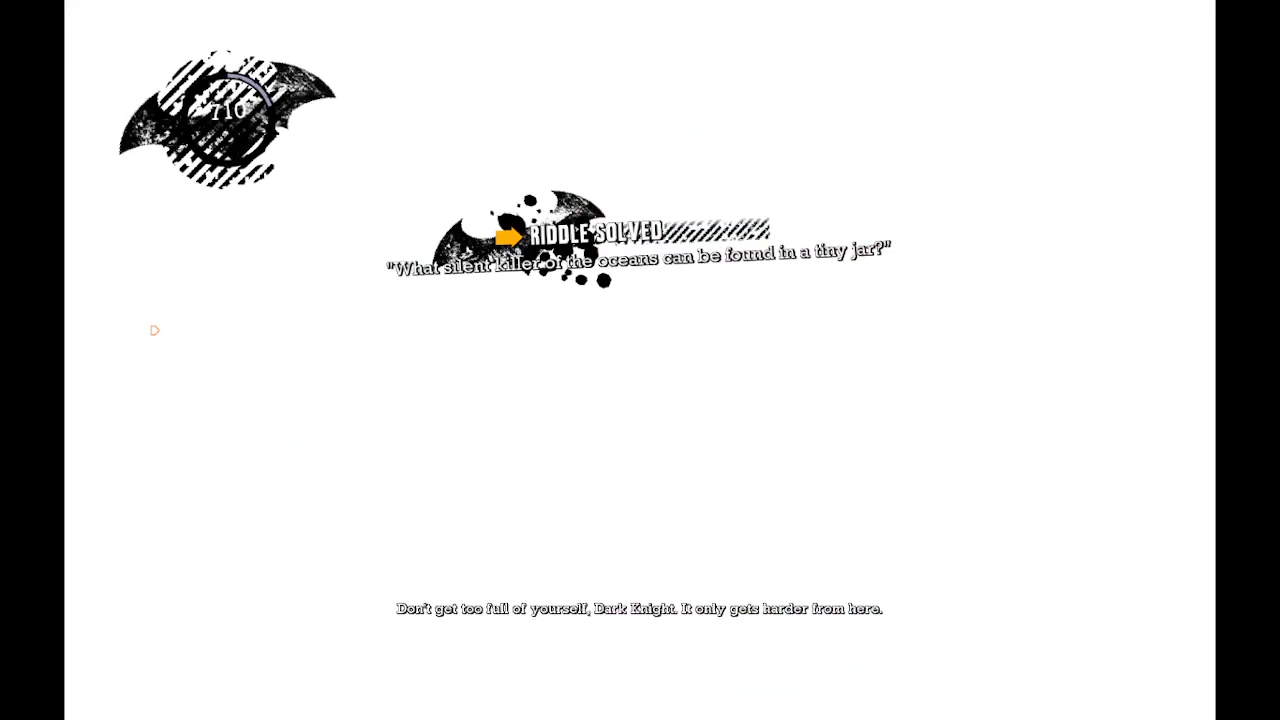 710
RIDDLE SOLVED
"What silent killer of the oceans can be found in a tiny jar?"
Don't get too full of yourself, Dark Knight. It only gets harder from here.